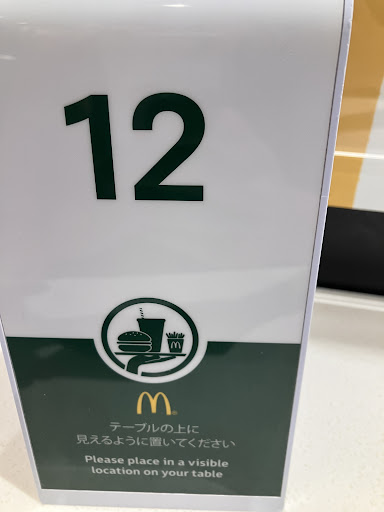 12
テーブルの上に
見えるように置いてください
Please place in a visible
location on your table